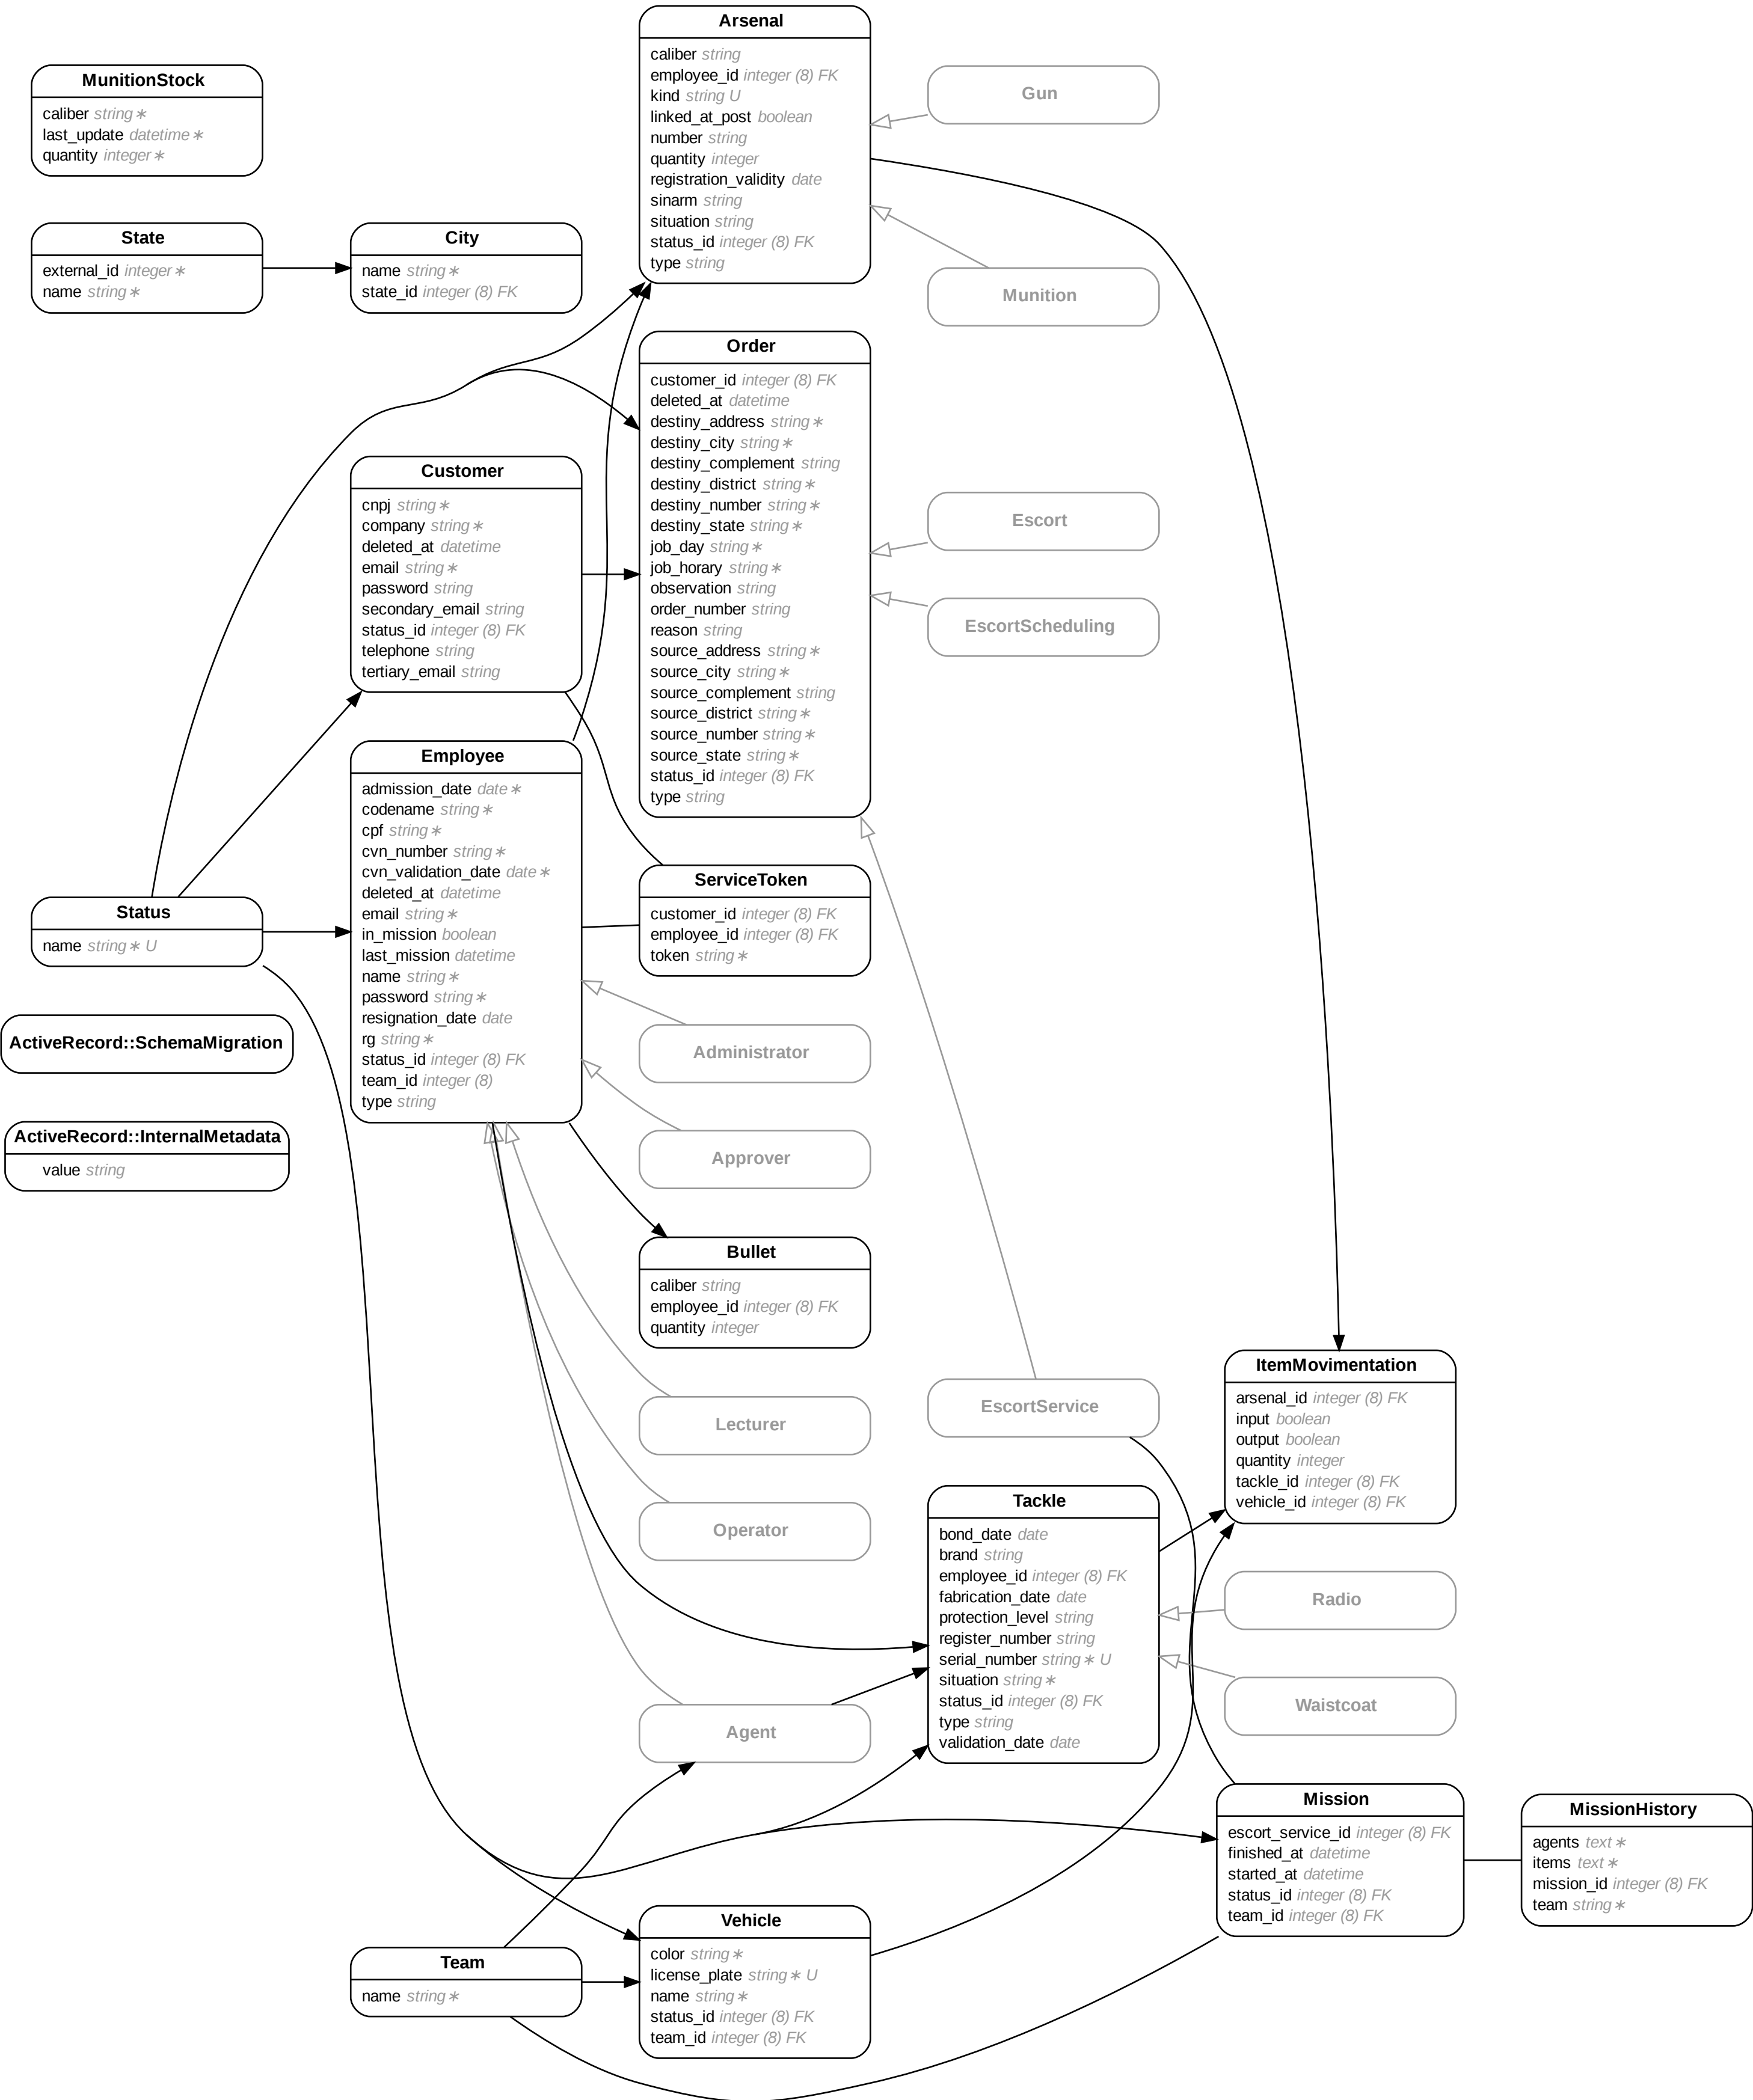 MunitionStock
caliber string∗
last_update datetime∗
quantity integer∗
State
external_id integer∗
name string∗
City
name string∗
state_id integer (8) FK
Arsenal
caliber string
employee_id integer (8) FK
kind string U
linked_at_post boolean
number string
quantity integer
registration_validity date
sinarm string
situation string
status_id integer (8) FK
type string
Gun
Munition
Order
customer_id integer (8) FK
deleted_at datetime
destiny_address string∗
destiny_city string∗
destiny_complement string
destiny_district string∗
destiny_number string∗
destiny_state string∗
job_day string∗
job_horary string∗
observation string
order_number string
reason string
source_address string∗
source_city string∗
source_complement string
source_district string∗
source_number string∗
source_state string∗
status_id integer (8) FK
type string
Escort
EscortScheduling
Customer
cnpj string∗
company string∗
deleted_at datetime
email string∗
password string
secondary_email string
status_id integer (8) FK
telephone string
tertiary_email string
Employee
admission_date date∗
codename string∗
cpf string∗
cvn_number string∗
cvn_validation_date date∗
deleted_at datetime
email string∗
in_mission boolean
last_mission datetime
name string∗
password string∗
resignation_date date
rg string∗
status_id integer (8) FK
team_id integer (8)
type string
Status
name string∗ U
ActiveRecord::SchemaMigration
ActiveRecord::InternalMetadata
value string
ServiceToken
customer_id integer (8) FK
employee_id integer (8) FK
token string∗
Administrator
Approver
Bullet
caliber string
employee_id integer (8) FK
quantity integer
Lecturer
Operator
Agent
EscortService
Tackle
bond_date date
brand string
employee_id integer (8) FK
fabrication_date date
protection_level string
register_number string
serial_number string∗ U
situation string∗
status_id integer (8) FK
type string
validation_date date
ItemMovimentation
arsenal_id integer (8) FK
input boolean
output boolean
quantity integer
tackle_id integer (8) FK
vehicle_id integer (8) FK
Radio
Waistcoat
Mission
escort_service_id integer (8) FK
finished_at datetime
started_at datetime
status_id integer (8) FK
team_id integer (8) FK
MissionHistory
agents text∗
items text∗
mission_id integer (8) FK
team string∗
Team
name string∗
Vehicle
color string∗
license_plate string∗ U
name string∗
status_id integer (8) FK
team_id integer (8) FK